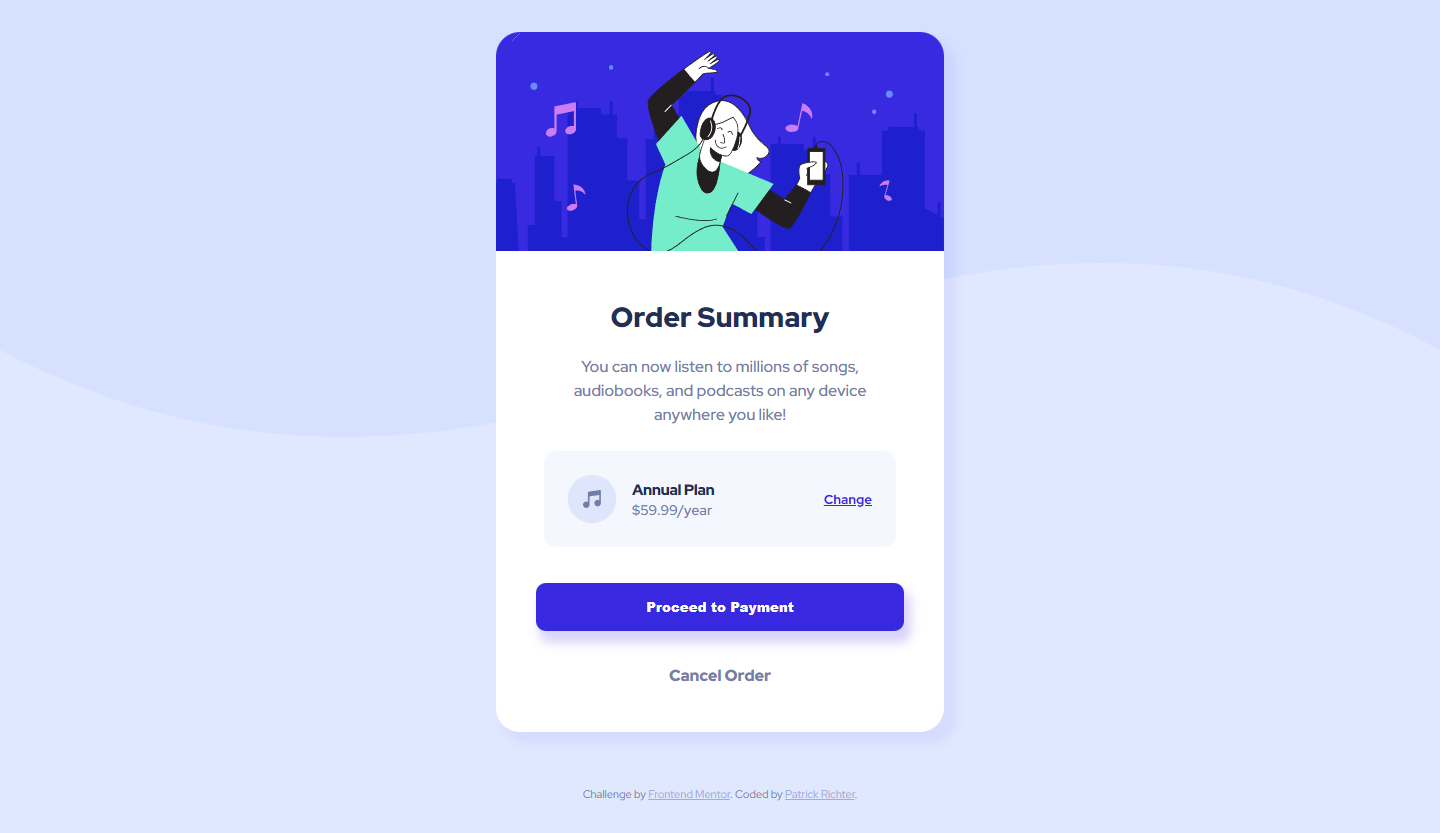 Order Summary
You can now listen to millions of songs,
audiobooks, and podcasts on any device
anywhere you like!
Annual Plan
$59.99/year
Change
Proceed to Payment
Cancel Order
Challenge by Frontend Mentor. Coded by Patrick Richter.